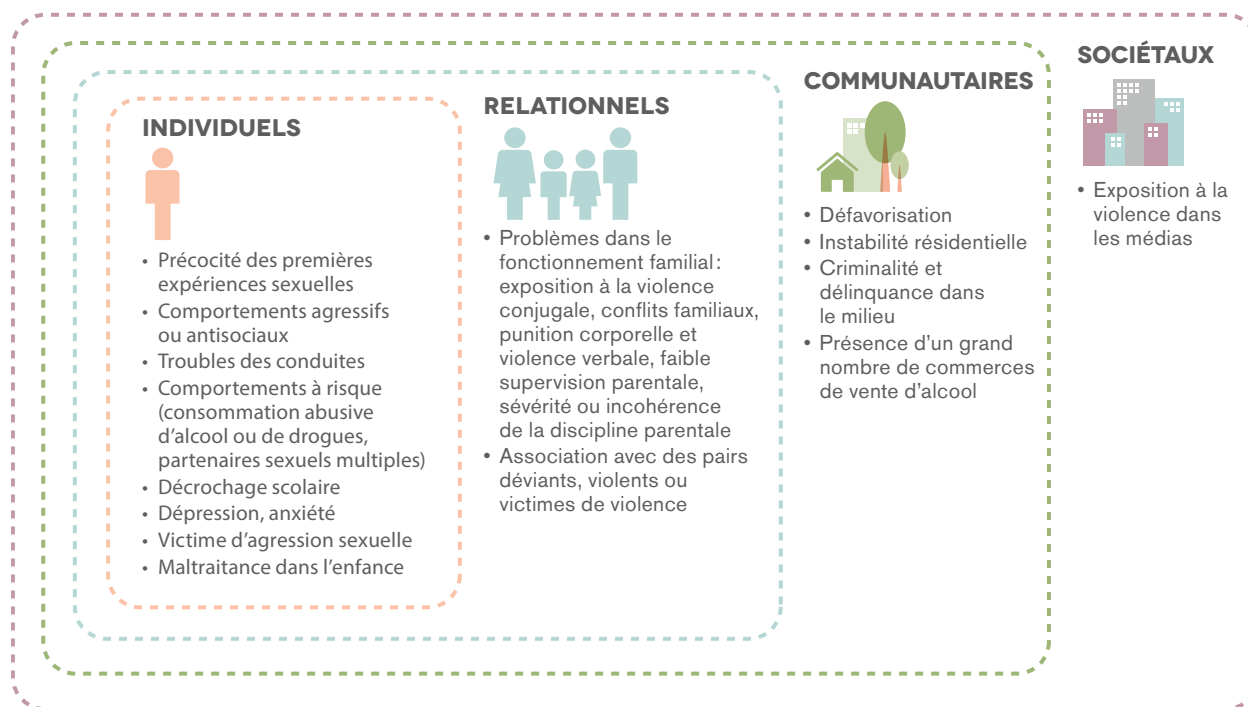 INDIVIDUELS
• Précocité des premières
expériences sexuelles
• Comportements agressifs
ou antisociaux
• Troubles des conduites
• Comportements à risque
(consommation abusive
d'alcool ou de drogues,
partenaires sexuels multiples)
• Décrochage scolaire
• Dépression, anxiété
• Victime d'agression sexuelle
• Maltraitance dans l'enfance
RELATIONNELS
• Problèmes dans le
fonctionnement familial :
exposition à la violence
conjugale, conflits familiaux,
punition corporelle et
violence verbale, faible
supervision parentale,
sévérité ou incohérence
de la discipline parentale
• Association avec des pairs
déviants, violents ou
victimes de violence
COMMUNAUTAIRES
• Défavorisation
• Instabilité résidentielle
• Criminalité et
délinquance dans
le milieu
• Présence d'un grand
nombre de commerces
de vente d'alcool
SOCIÉTAUX
• Exposition à la
violence dans
les médias